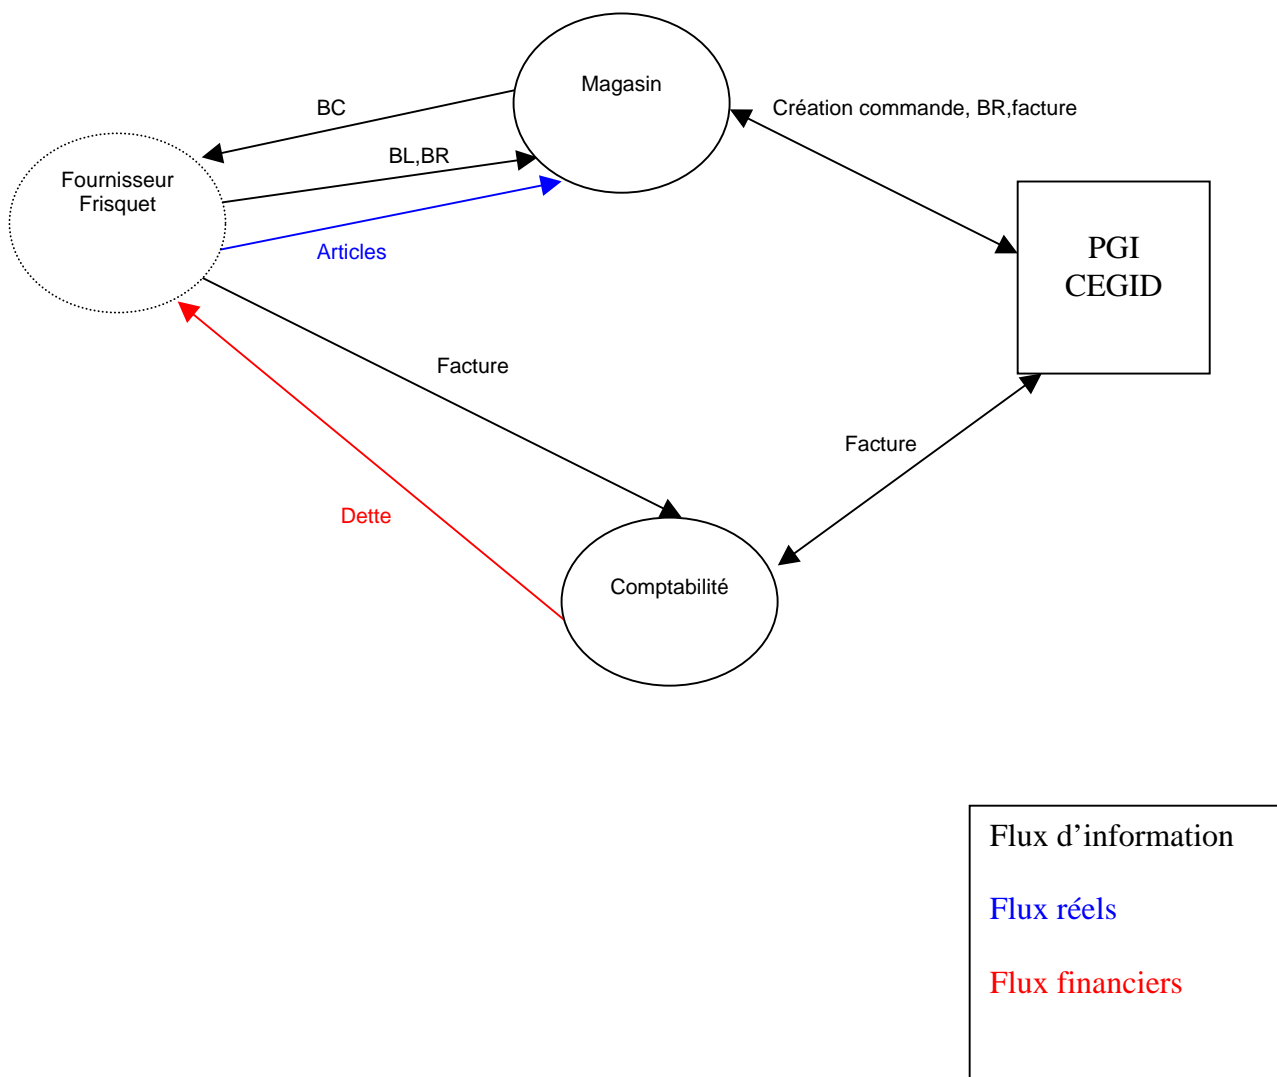 Magasin
BC
Création commande, BR,facture
BL,BR
Fournisseur
Frisquet
Articles
PGI
CEGID
Facture
Facture
Dette
Comptabilité
Flux d’information
Flux réels
Flux financiers